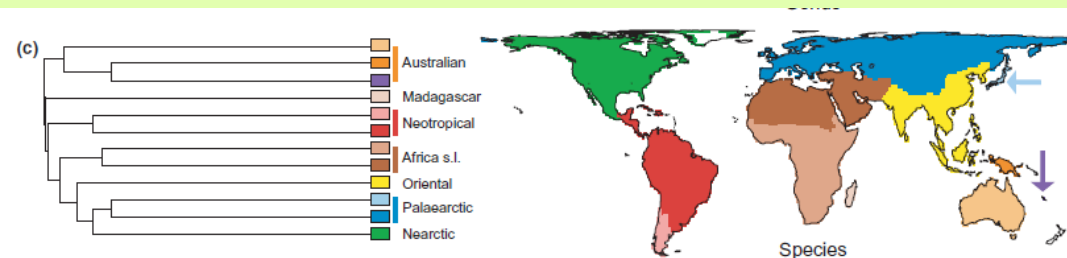 (c)
Australian
Madagascar
Neotropical
Africa s.l.
Oriental
Palaearctic
Nearctic
Species